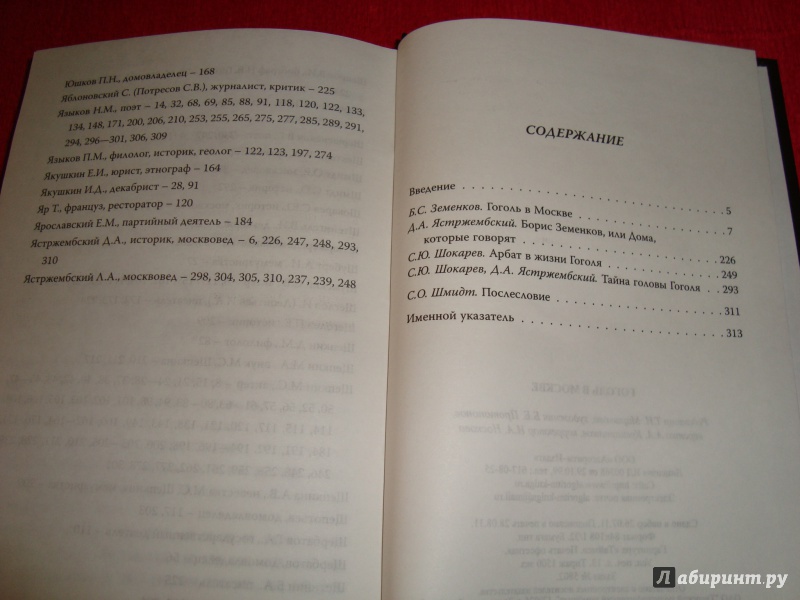 Юшков П.Н., домовладелец – 168
Яблоновский С. (Потресов С.В.), журналист, критик – 225
Языков Н.М., поэт – 14, 32, 68, 69, 85, 88, 91, 118, 120, 122, 133,
134, 148, 171, 200, 206, 210, 253, 255, 265, 275, 277, 285, 289, 291,
294, 296—301, 306, 309
Языков П.М., филолог, историк, геолог – 122, 123, 197, 274
Якушкин Е.И., юрист, этнограф – 164
Якушкин И.Д., декабрист – 28, 91
Яр Т., француз, ресторатор – 120
Ярославский Е.М., партийный деятель – 184
Ястржембский Д.А., историк, москвовед – 6, 226, 247, 248, 293,
310
Ястржембский Л.А., москвовед – 298, 304, 305, 310, 237, 239, 248
СОДЕРЖАНИЕ
Введение . . . . . . . . . . . . . . . . . . . . 5
Б.С. Земенков. Гоголь в Москве . . . . . . . . . . . . 7
Д.А. Ястржембский. Борис Земенков, или Дома,
которые говорят . . . . . . . . . . . . . . . . 226
С.Ю. Шокарев. Арбат в жизни Гоголя . . . . . . . . . 249
С.Ю. Шокарев, Д.А. Ястржембский. Тайна головы Гоголя . . 293
С.О. Шмидт. Послесловие . . . . . . . . . . . . . . 311
Именной указатель . . . . . . . . . . . . . . . . 313
лабиринт.ру